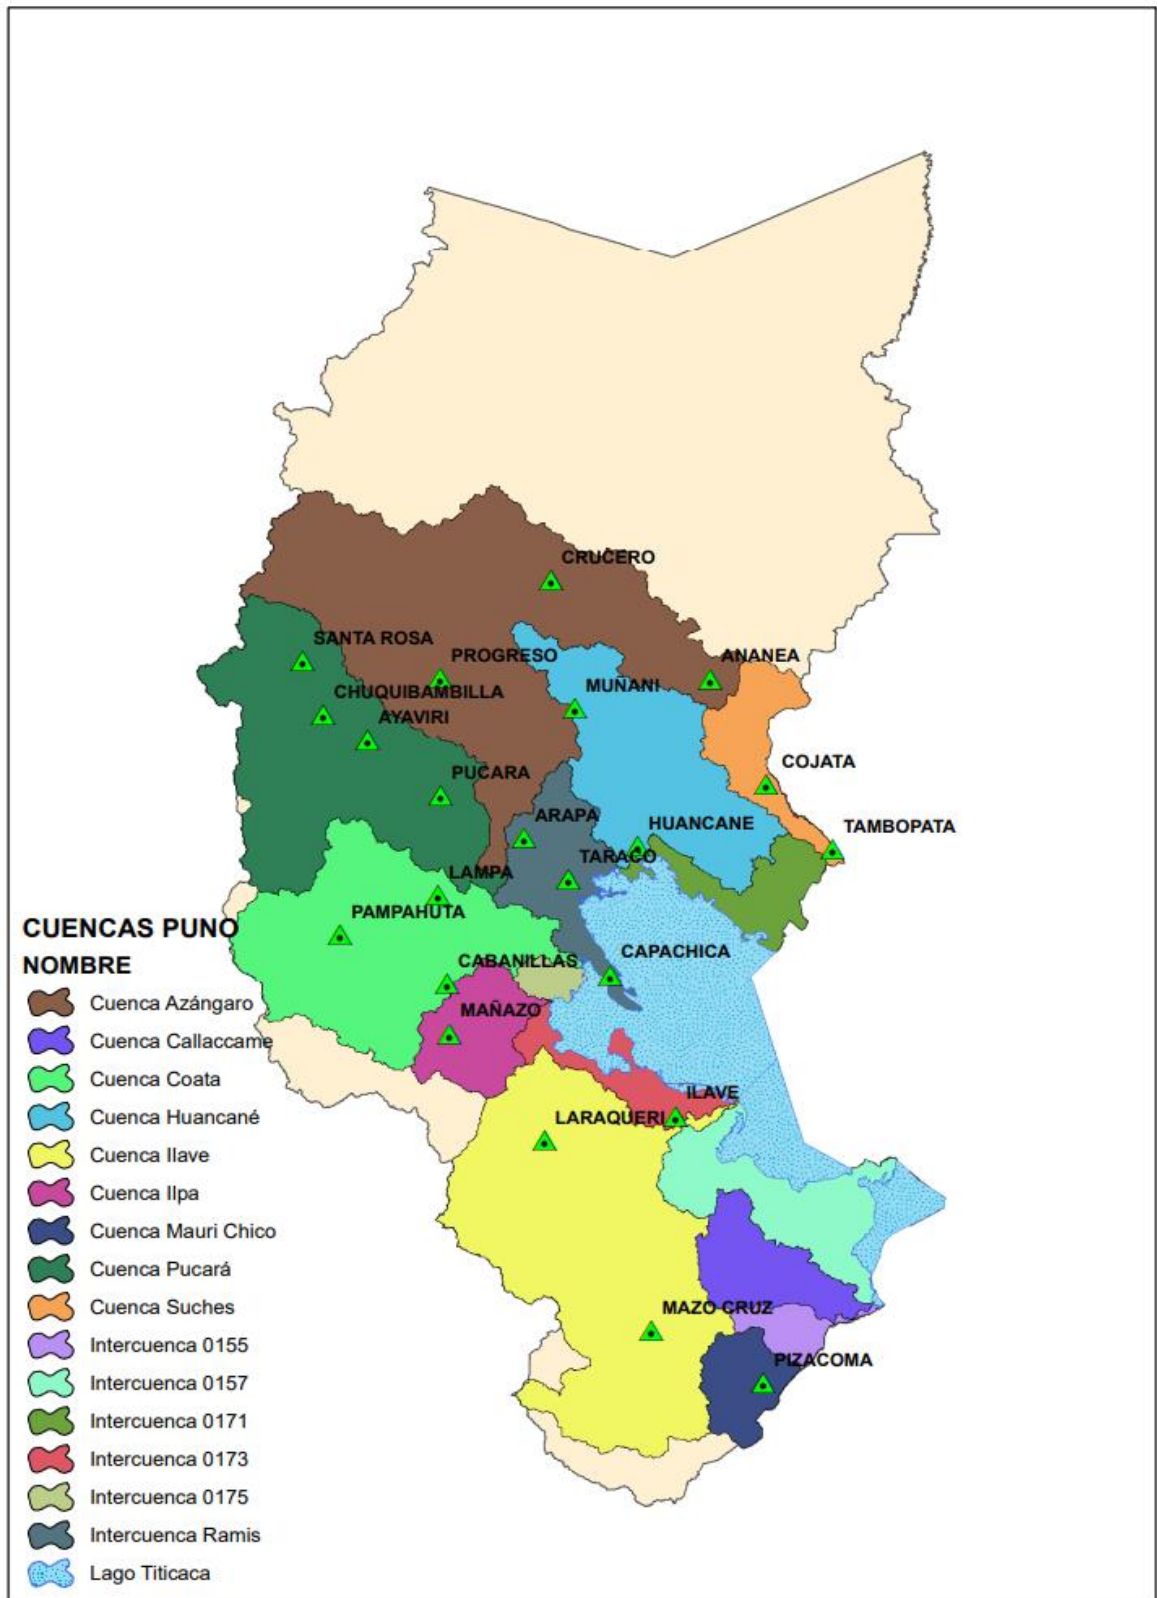 CRUCERO
SANTA ROSA
PROGRESO
ANANEA
CHUQUIBAMBILLA
MUÑANI
AYAVIRI
COJATA
PUCARA
ARAPA
HUANCANE
TAMBOPATA
TARACO
LAMPA
PAMPAHUTA
CABANILLAS
CAPACHICA
MAÑAZO
ILAVE
LARAQUERI
MAZO CRUZ
PIZACOMA
CUENCAS PUNO
NOMBRE
Cuenca Azángaro
Cuenca Callaccame
Cuenca Coata
Cuenca Huancané
Cuenca Ilave
Cuenca Ilpa
Cuenca Mauri Chico
Cuenca Pucará
Cuenca Suches
Intercuenca 0155
Intercuenca 0157
Intercuenca 0171
Intercuenca 0173
Intercuenca 0175
Intercuenca Ramis
Lago Titicaca